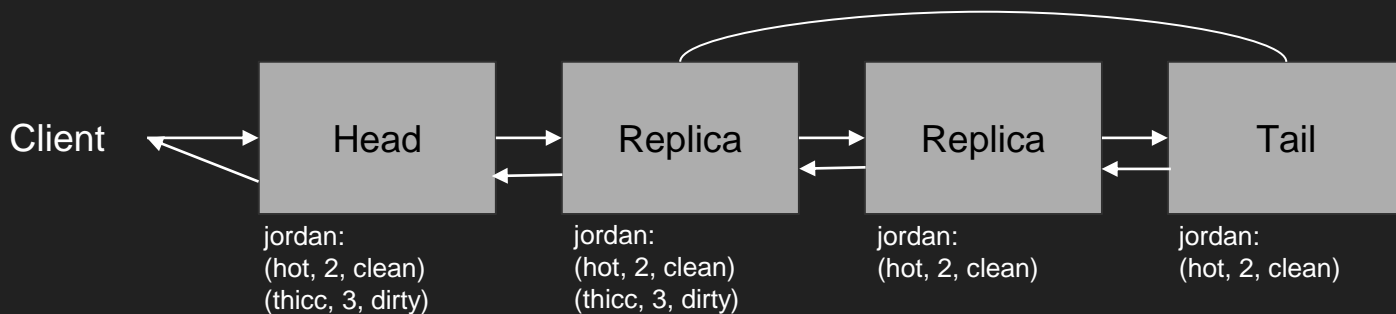 Client
Head
Replica
Replica
Tail
jordan:
(hot, 2, clean)
(thicc, 3, dirty)
jordan:
(hot, 2, clean)
(thicc, 3, dirty)
jordan:
(hot, 2, clean)
jordan:
(hot, 2, clean)